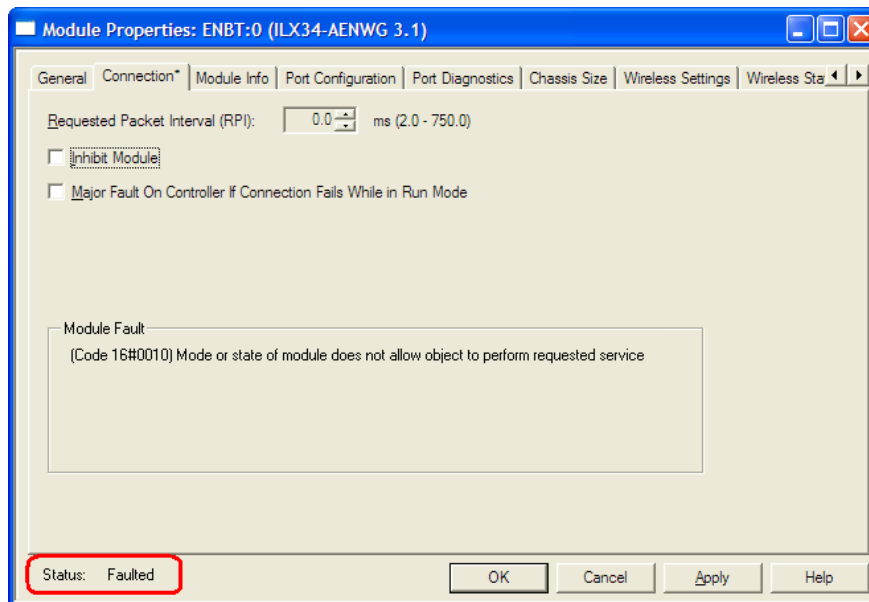 Module Properties: ENBT:0 (ILX34-AENWG 3.1)
General Connection* Module Info Port Configuration Port Diagnostics Chassis Size Wireless Settings Wireless Sta
Requested Packet Interval (RPI): 0.0 ms (2.0 - 750.0)
Inhibit Module
Major Fault On Controller If Connection Fails While in Run Mode
Module Fault
(Code 16#0010) Mode or state of module does not allow object to perform requested service
Status: Faulted OK Cancel Apply Help